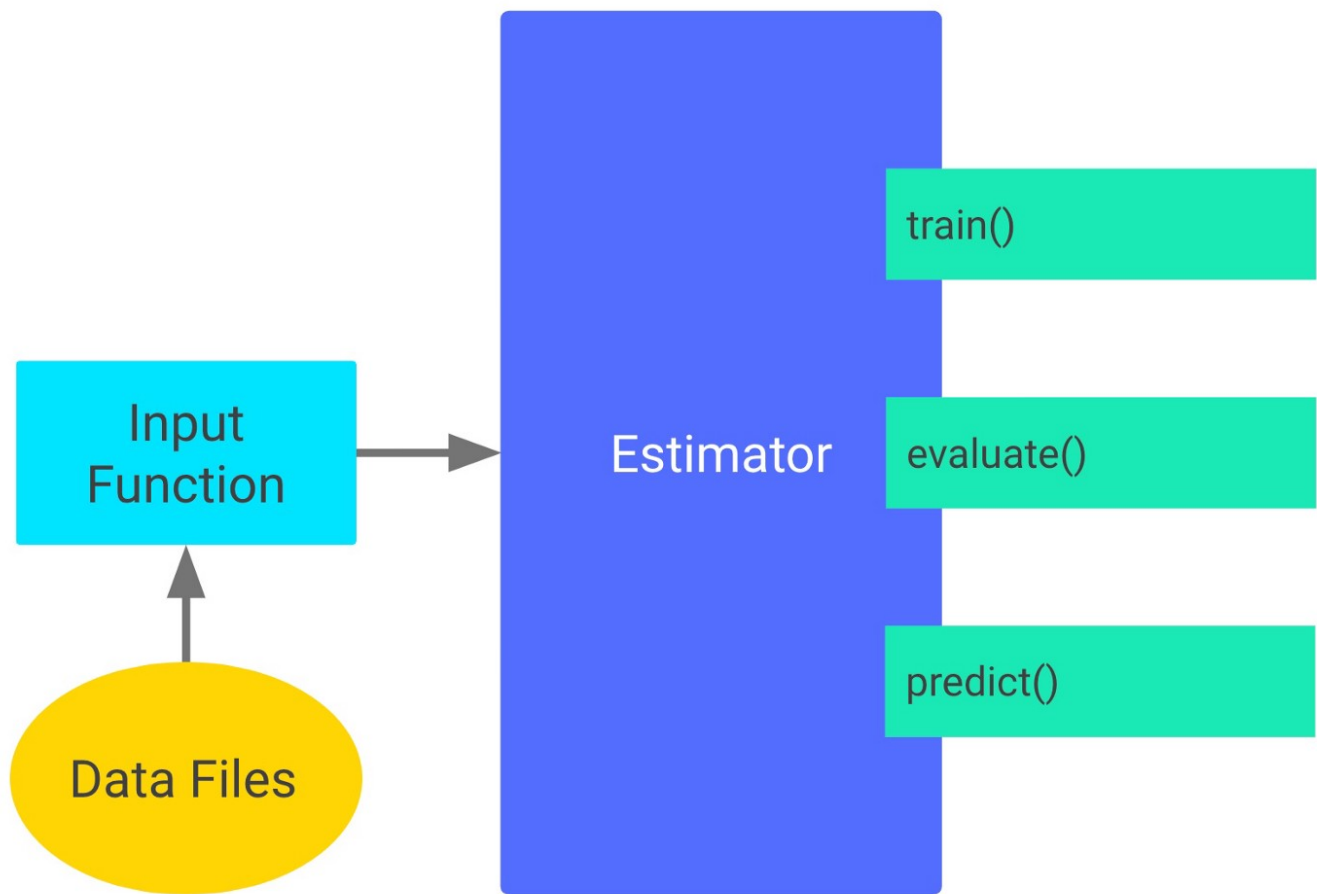 Input
Function
Data Files
Estimator
train()
evaluate()
predict()